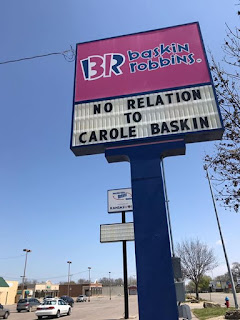 BR
baskin
robbins.
NO RELATION
TO
CAROLE BASKIN